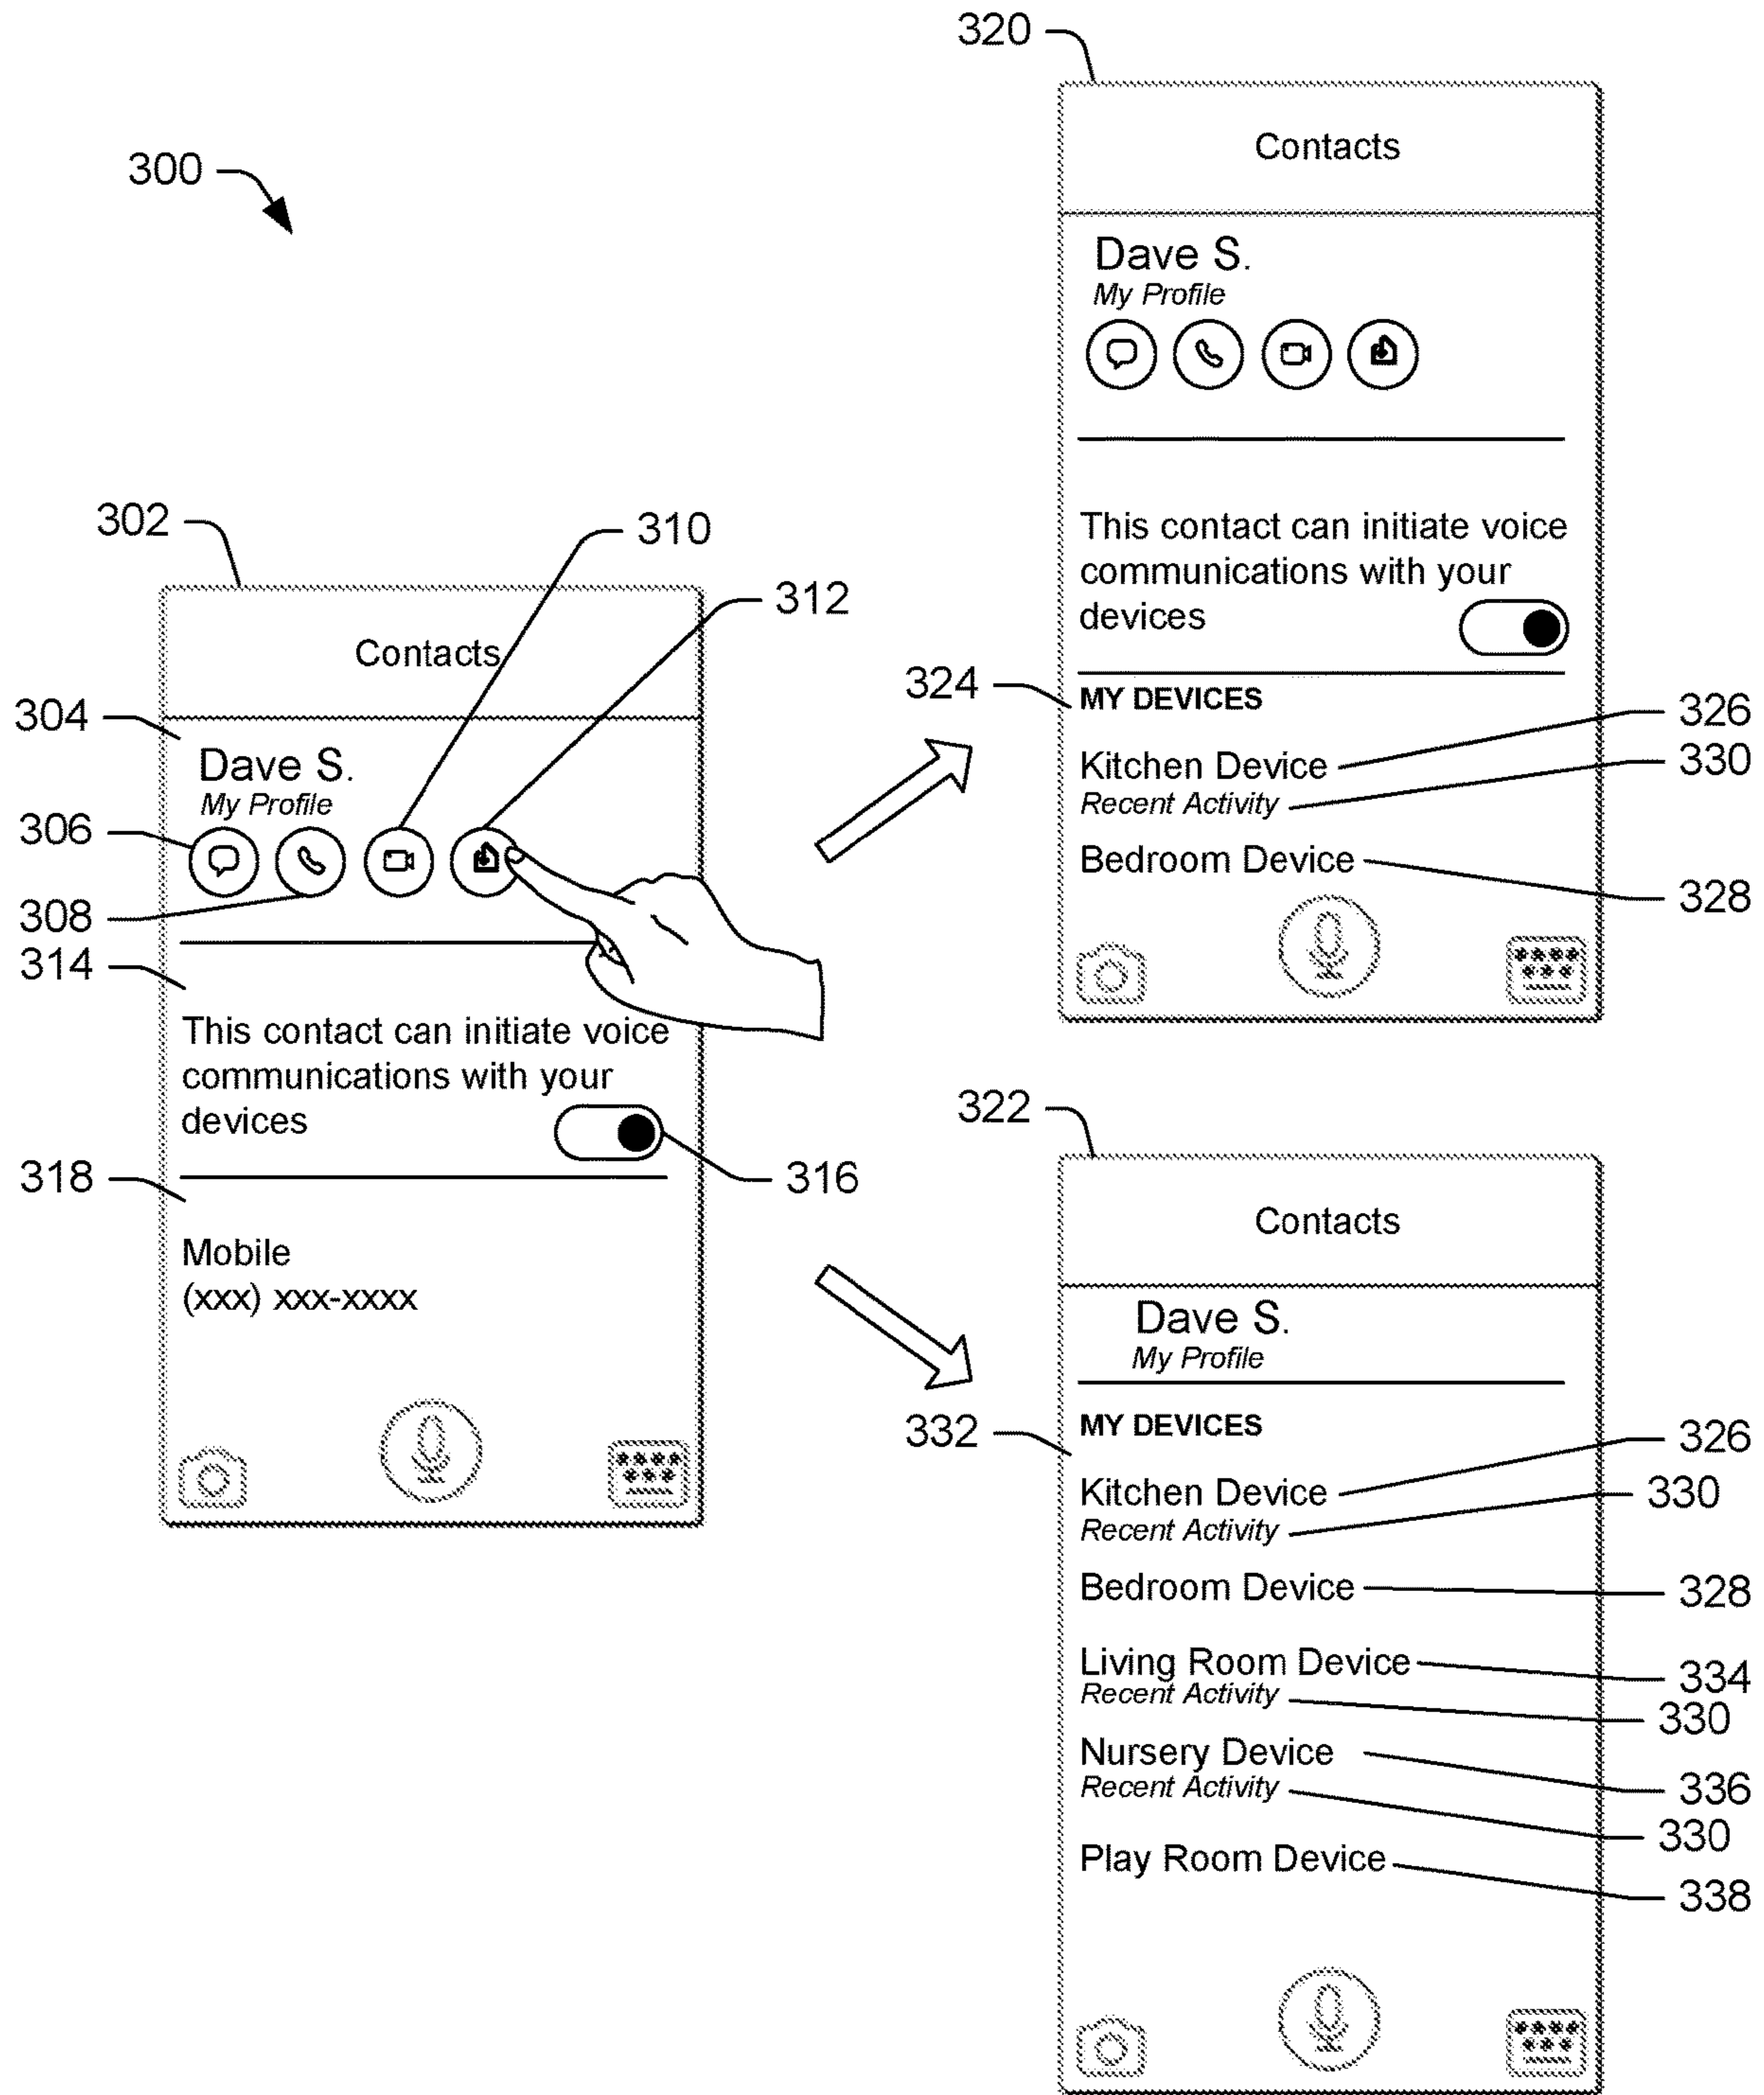 300
302
310
312
Contacts
304
Dave S.
My Profile
306
308
314
This contact can initiate voice
communications with your
devices
316
318
Mobile
(xxx) xxx-xxxx
320
Contacts
Dave S.
My Profile
This contact can initiate voice
communications with your
devices
324
MY DEVICES
326
Kitchen Device
330
Recent Activity
Bedroom Device
328
322
Contacts
Dave S.
My Profile
332
MY DEVICES
326
Kitchen Device
330
Recent Activity
Bedroom Device
328
Living Room Device
334
Recent Activity
330
Nursery Device
336
Recent Activity
330
Play Room Device
338